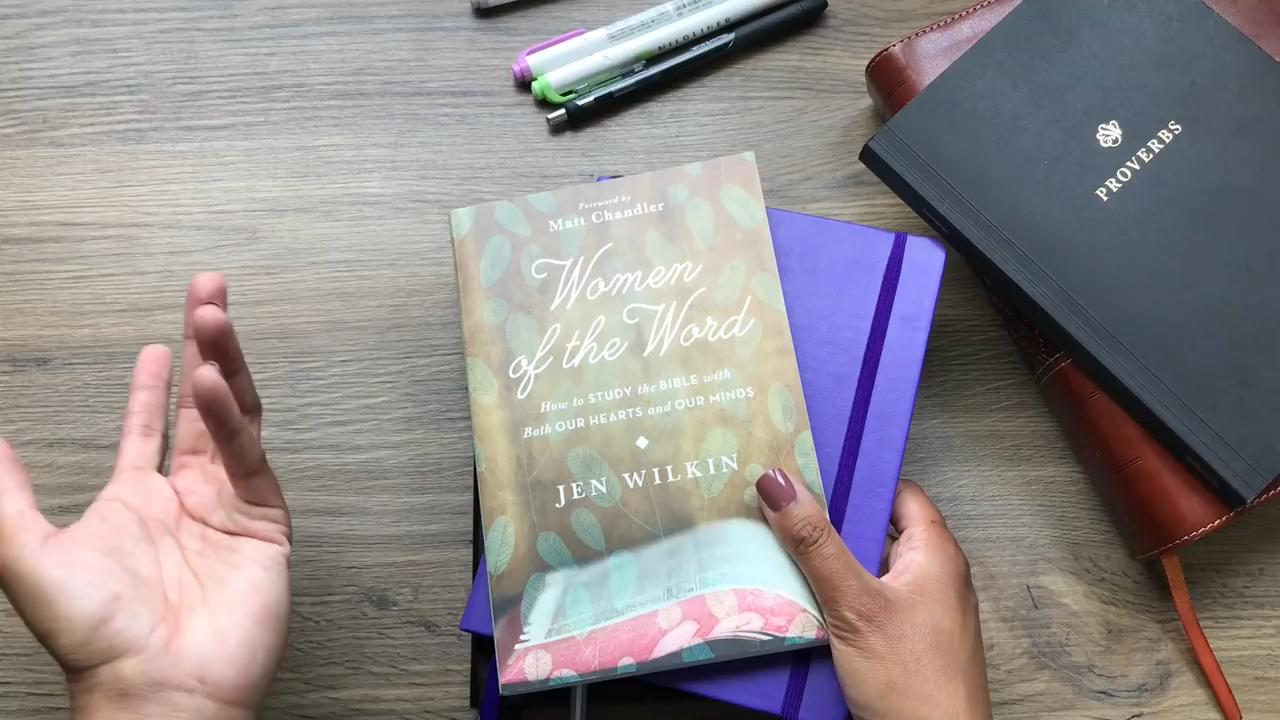 MILDLINER
Foreword by
Matt Chandler
Women
of the Word
How to STUDY the BIBLE with
Both OUR HEARTS and OUR MINDS
JEN WILKIN
PROVERBS